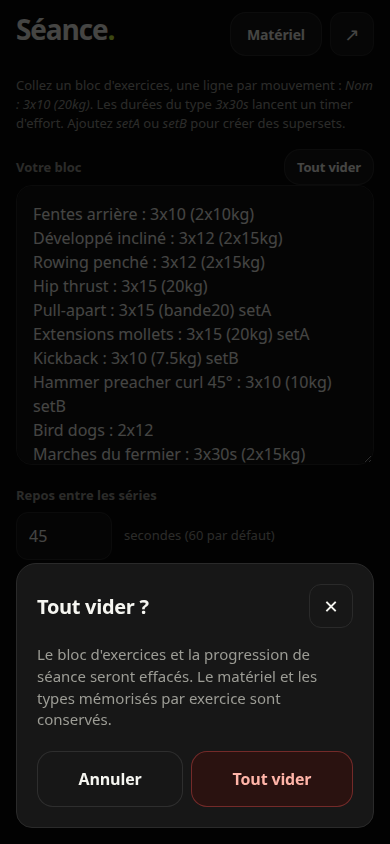 Séance.
Matériel
↗
Collez un bloc d'exercices, une ligne par mouvement : Nom
: 3x10 (20kg). Les durées du type 3x30s lancent un timer
d'effort. Ajoutez setA ou setB pour créer des supersets.
Votre bloc
Tout vider
Fentes arrière : 3x10 (2x10kg)
Développé incliné : 3x12 (2x15kg)
Rowing penché : 3x12 (2x15kg)
Hip thrust : 3x15 (20kg)
Pull-apart : 3x15 (bande20) setA
Extensions mollets : 3x15 (20kg) setA
Kickback : 3x10 (7.5kg) setB
Hammer preacher curl 45° : 3x10 (10kg)
setB
Bird dogs : 2x12
Marches du fermier : 3x30s (2x15kg)
Repos entre les séries
45
secondes (60 par défaut)
Tout vider ?
✕
Le bloc d'exercices et la progression de
séance seront effacés. Le matériel et les
types mémorisés par exercice sont
conservés.
Annuler
Tout vider